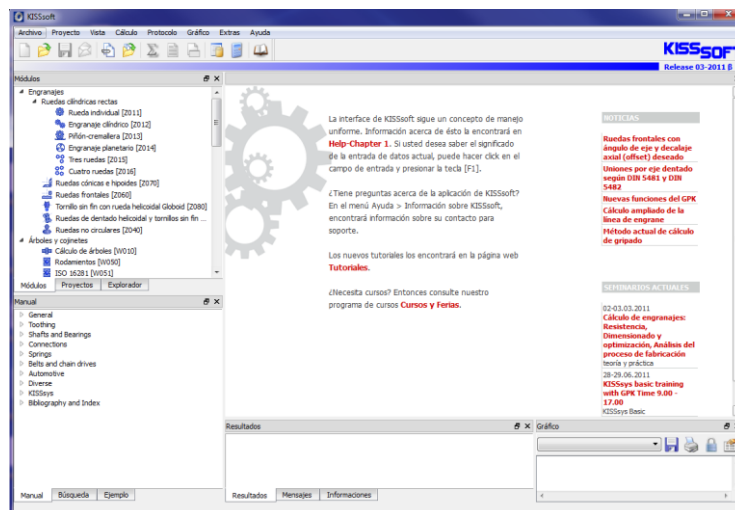 KISSsoft
Archivo Proyecto Vista Cálculo Protocolo Gráfico Extras Ayuda
KISSsoft
Release 03-2011 β
Módulos
Engranajes
Ruedas cilíndricas rectas
Rueda individual [Z011]
Engranaje cilíndrico [Z012]
Piñón-cremallera [Z013]
Engranaje planetario [Z014]
Tres ruedas [Z015]
Cuatro ruedas [Z016]
Ruedas cónicas e hipoides [Z070]
Ruedas frontales [Z060]
Tornillo sin fin con rueda helicoidal Globoid [Z080]
Ruedas de dentado helicoidal y tornillos sin fin ...
Ruedas no circulares [Z040]
Árboles y cojinetes
Cálculo de árboles [W010]
Rodamientos [W050]
ISO 16281 [W051]
Módulos Proyectos Explorador
Manual
General
Toothing
Shafts and Bearings
Connections
Springs
Belts and chain drives
Automotive
Diverse
KISSsys
Bibliography and Index
Manual Búsqueda Ejemplo
La interface de KISSsoft sigue un concepto de manejo
uniforme. Información acerca de ésto la encontrará en
Help-Chapter 1. Si usted desea saber el significado
de la entrada de datos actual, puede hacer click en el
campo de entrada y presionar la tecla [F1].
¿Tiene preguntas acerca de la aplicación de KISSsoft?
En el menú Ayuda > Información sobre KISSsoft,
encontrará información sobre su contacto para
soporte.
Los nuevos tutoriales los encontrará en la página web
Tutoriales.
¿Necesita cursos? Entonces consulte nuestro
programa de cursos Cursos y Ferias.
NOTICIAS
Ruedas frontales con
ángulo de eje y decalaje
axial (offset) deseado
Uniones por eje dentado
según DIN 5481 y DIN
5482
Nuevas funciones del GPK
Cálculo ampliado de la
línea de engrane
Método actual de cálculo
de gripado
SEMINARIOS ACTUALES
02-03.03.2011
Cálculo de engranajes:
Resistencia,
Dimensionado y
optimización, Análisis del
proceso de fabricación
teoría y práctica
28-29.06.2011
KISSsys basic training
with GPK Time 9.00 -
17.00
KISSsys Basic
Resultados
Resultados Mensajes Informaciones
Gráfico